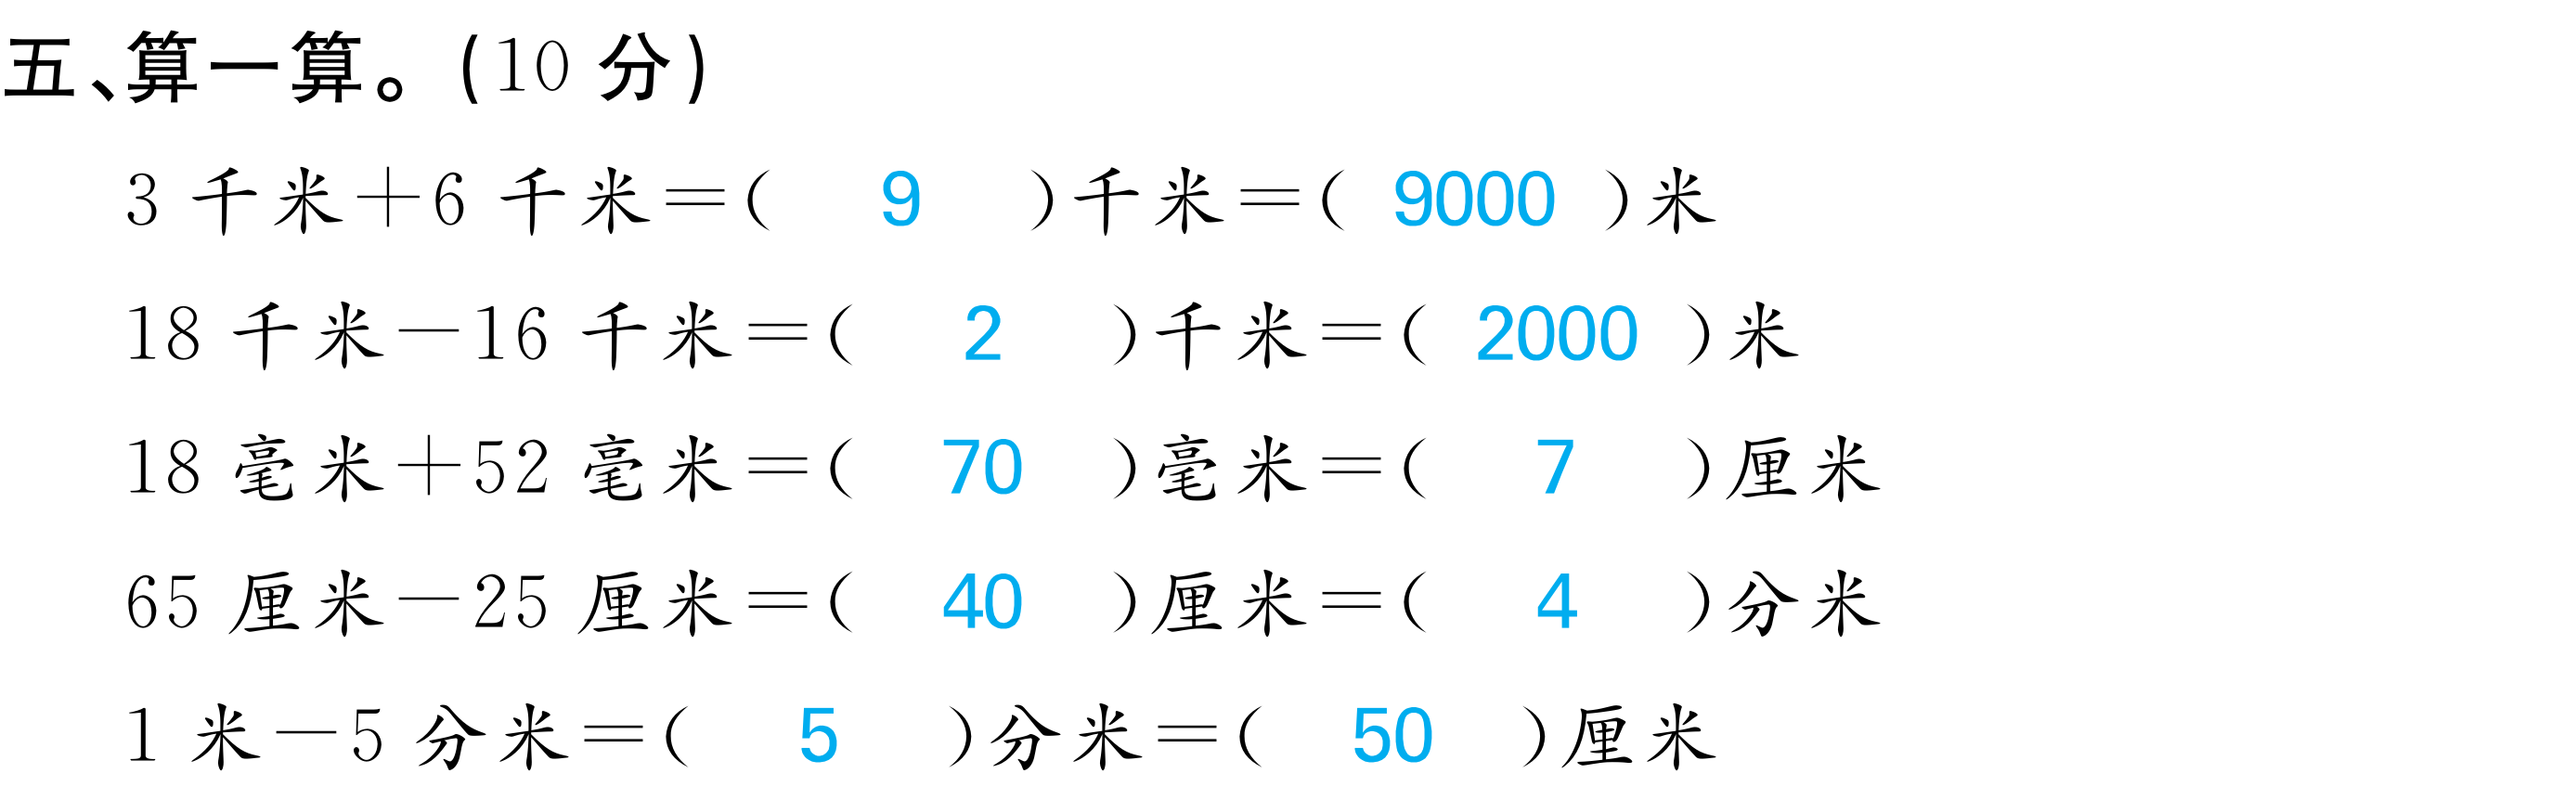 五、算一算。(10 分)
3 千米+6 千米=( 9 )千米=( 9000 )米
18 千米-16 千米=( 2 )千米=( 2000 )米
18 毫米+52 毫米=( 70 )毫米=( 7 )厘米
65 厘米-25 厘米=( 40 )厘米=( 4 )分米
1 米-5 分米=( 5 )分米=( 50 )厘米